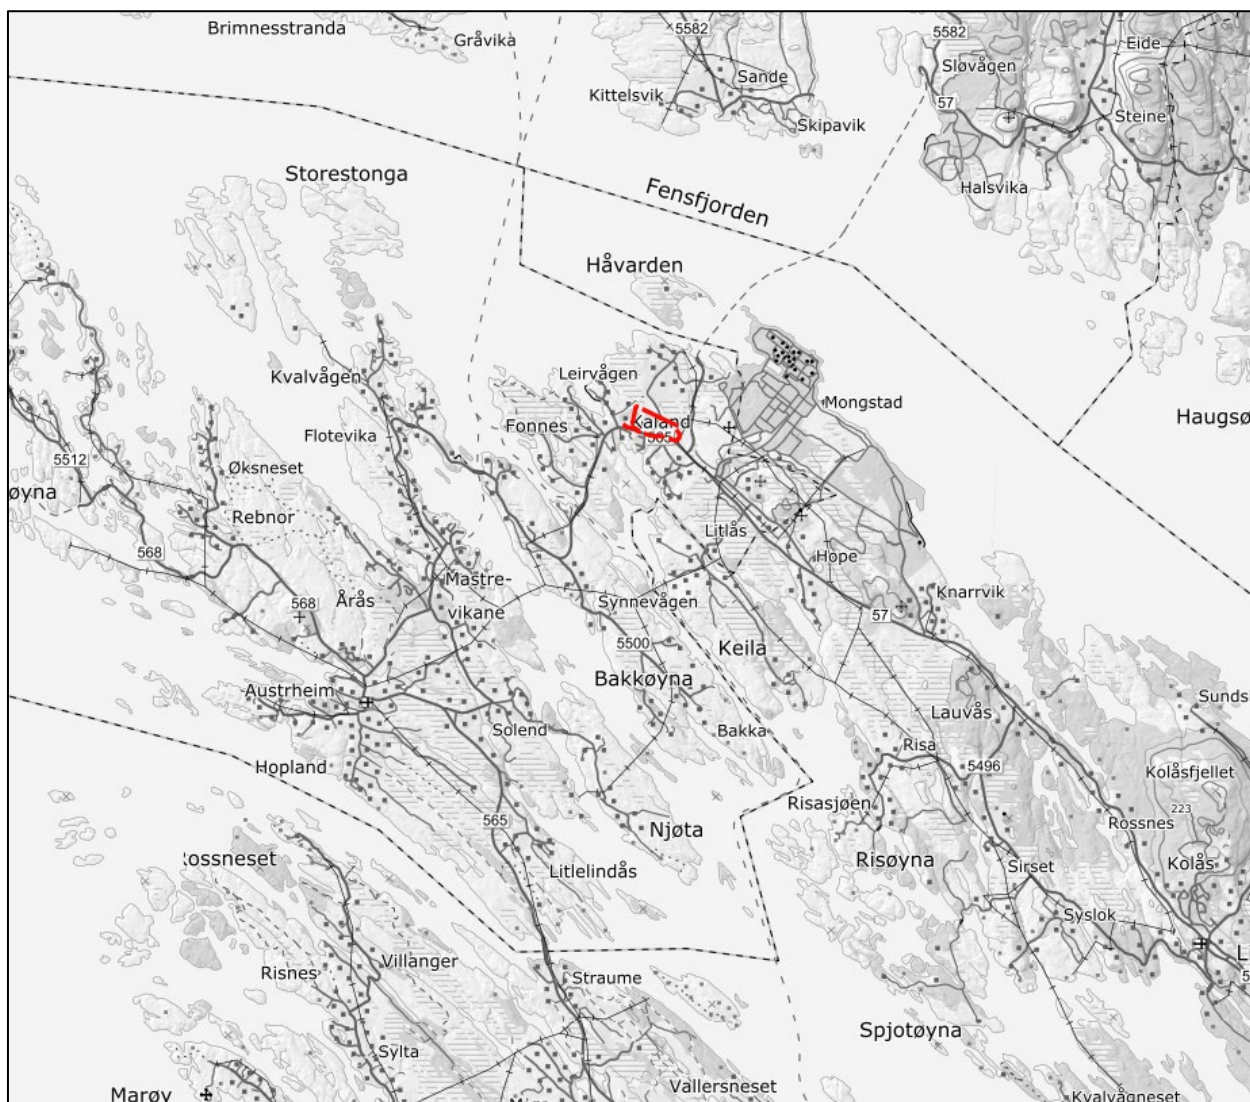 Brimnesstranda
Gråvika
5582
5582
Eide
Sløvågen
Sande
Kittelsvik
57
Steine
Skipavik
Halsvika
Storestonga
Fensfjorden
Håvarden
Leirvågen
Kvalvågen
Mongstad
Haugsø
Kaland
Fonnes
Flotevika
5512
Øksneset
øyna
Rebnor
Litlås
568
Hope
Mastre-
vikane
Årås
568
Synnevågen
57
Knarrvik
5500
Keila
Bakkøyna
Austrheim
Sunds
Lauvås
Solend
Bakka
Risa
Hopland
5496
Kolåsfjellet
223
Risasjøen
565
Njøta
Rossnes
ossneset
Risøyna
Sirset
Kolås
Litlelindås
Syslok
Villanger
Risnes
L
5
Straume
Spjotøyna
Sylta
Vallersneset
Marøy
Kvalvågneset